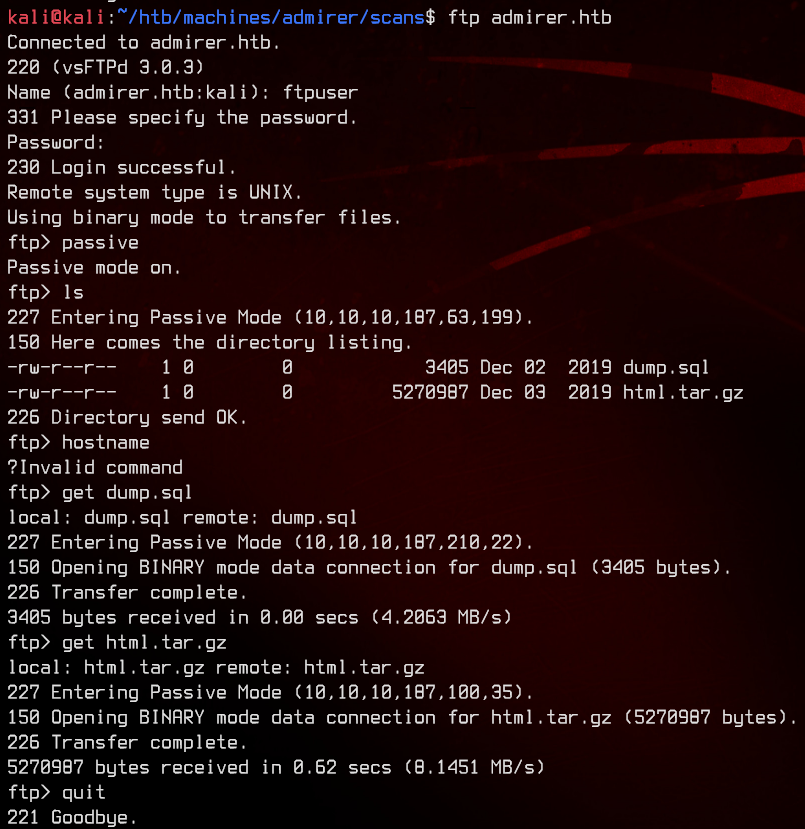 kali@kali:~/htb/machines/admirer/scans$ ftp admirer.htb
Connected to admirer.htb.
220 (vsFTPd 3.0.3)
Name (admirer.htb:kali): ftpuser
331 Please specify the password.
Password:
230 Login successful.
Remote system type is UNIX.
Using binary mode to transfer files.
ftp> passive
Passive mode on.
ftp> ls
227 Entering Passive Mode (10,10,10,187,63,199).
150 Here comes the directory listing.
-rw-r--r--    1 0        0            3405 Dec 02  2019 dump.sql
-rw-r--r--    1 0        0         5270987 Dec 03  2019 html.tar.gz
226 Directory send OK.
ftp> hostname
?Invalid command
ftp> get dump.sql
local: dump.sql remote: dump.sql
227 Entering Passive Mode (10,10,10,187,210,22).
150 Opening BINARY mode data connection for dump.sql (3405 bytes).
226 Transfer complete.
3405 bytes received in 0.00 secs (4.2063 MB/s)
ftp> get html.tar.gz
local: html.tar.gz remote: html.tar.gz
227 Entering Passive Mode (10,10,10,187,100,35).
150 Opening BINARY mode data connection for html.tar.gz (5270987 bytes).
226 Transfer complete.
5270987 bytes received in 0.62 secs (8.1451 MB/s)
ftp> quit
221 Goodbye.